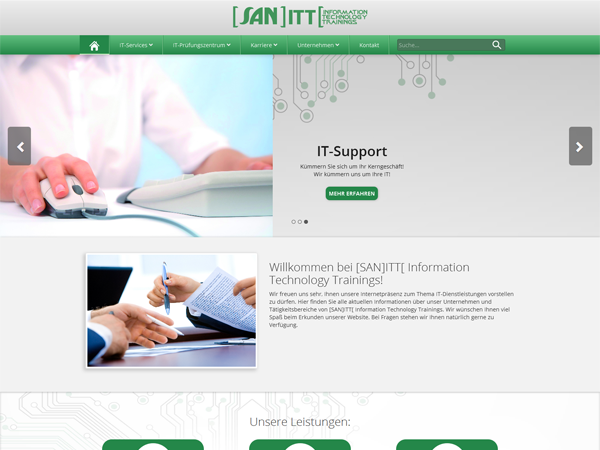 [SAN]ITT[ INFORMATION
TECHNOLOGY
TRAININGS
IT-Services
IT-Prüfungszentrum
Karriere
Unternehmen
Kontakt
Suche...
IT-Support
Kümmern Sie sich um Ihr Kerngeschäft!
Wir kümmern uns um Ihre IT!
MEHR ERFAHREN
Willkommen bei [SAN]ITT[ Information
Technology Trainings!
Wir freuen uns sehr, Ihnen unsere Internetpräsenz zum Thema IT-Dienstleistungen vorstellen
zu dürfen. Hier finden Sie alle aktuellen Informationen über unser Unternehmen und
Tätigkeitsbereiche von [SAN]ITT[ Information Technology Trainings. Wir wünschen Ihnen viel
Spaß beim Erkunden unserer Website. Bei Fragen stehen wir Ihnen natürlich gerne zu
Verfügung.
Unsere Leistungen: